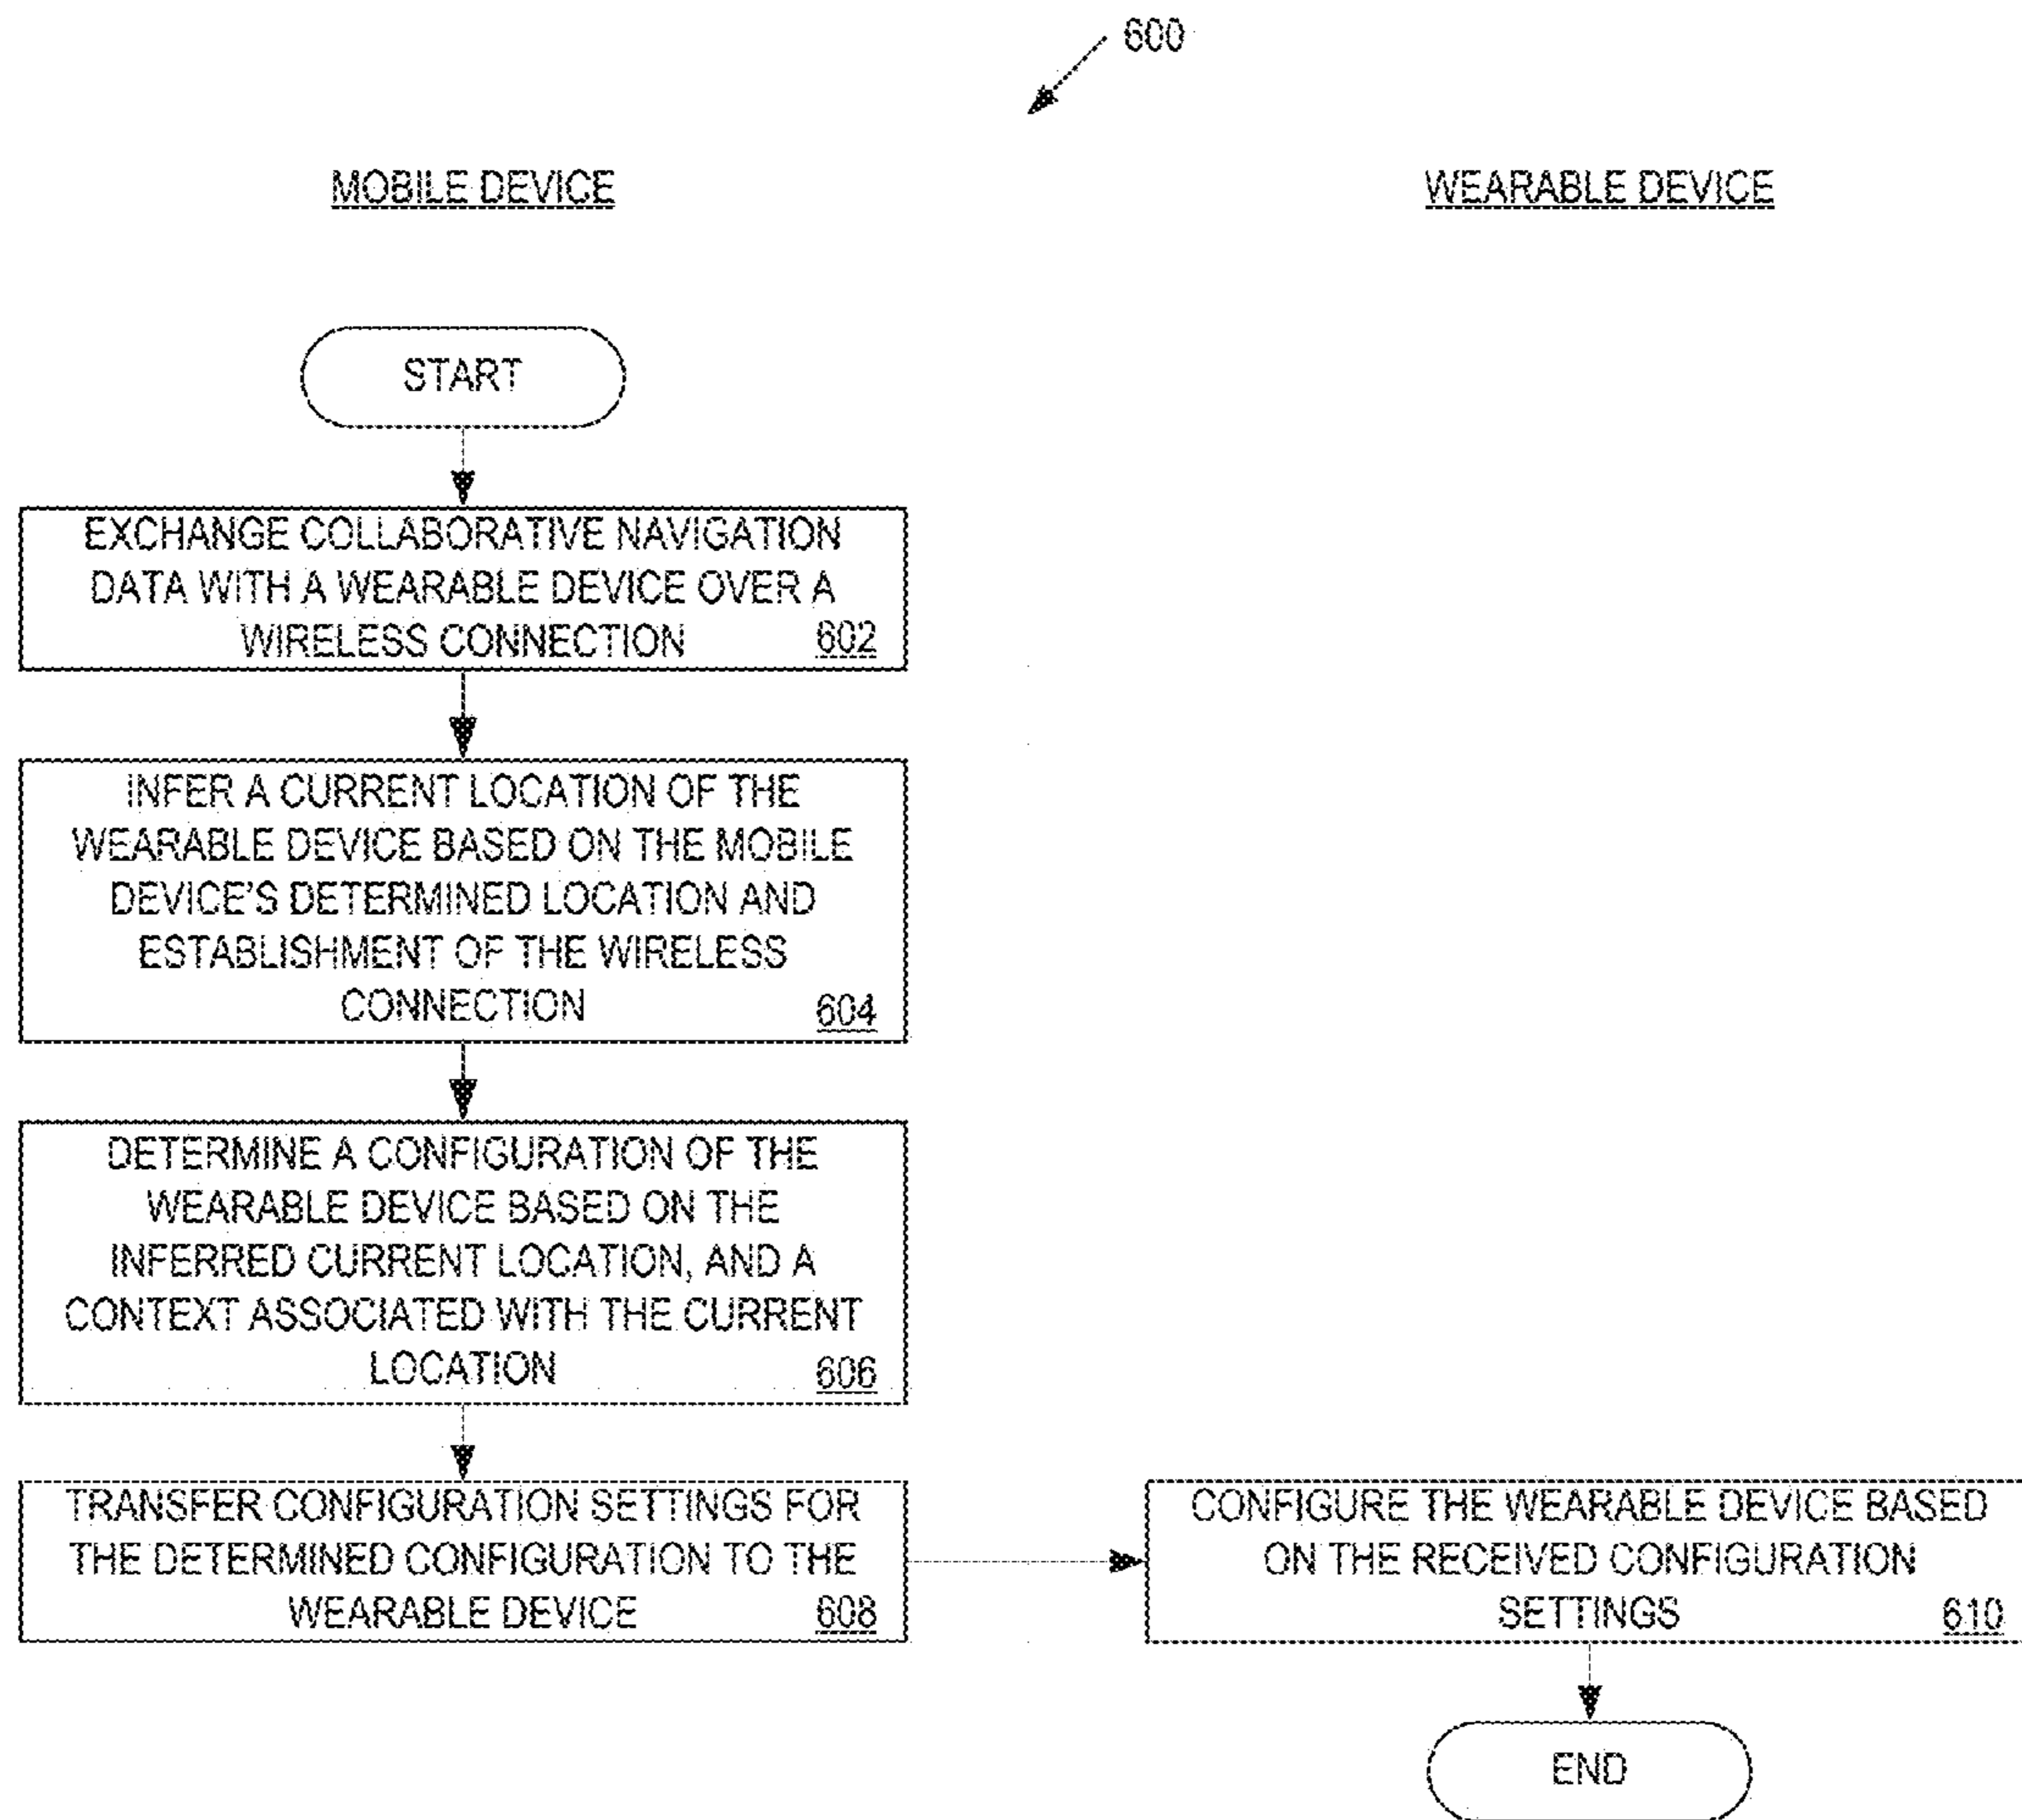 600
MOBILE DEVICE
WEARABLE DEVICE
START
EXCHANGE COLLABORATIVE NAVIGATION
DATA WITH A WEARABLE DEVICE OVER A
WIRELESS CONNECTION
602
INFER A CURRENT LOCATION OF THE
WEARABLE DEVICE BASED ON THE MOBILE
DEVICE'S DETERMINED LOCATION AND
ESTABLISHMENT OF THE WIRELESS
CONNECTION
604
DETERMINE A CONFIGURATION OF THE
WEARABLE DEVICE BASED ON THE
INFERRED CURRENT LOCATION, AND A
CONTEXT ASSOCIATED WITH THE CURRENT
LOCATION
606
TRANSFER CONFIGURATION SETTINGS FOR
THE DETERMINED CONFIGURATION TO THE
WEARABLE DEVICE
608
CONFIGURE THE WEARABLE DEVICE BASED
ON THE RECEIVED CONFIGURATION
SETTINGS
610
END